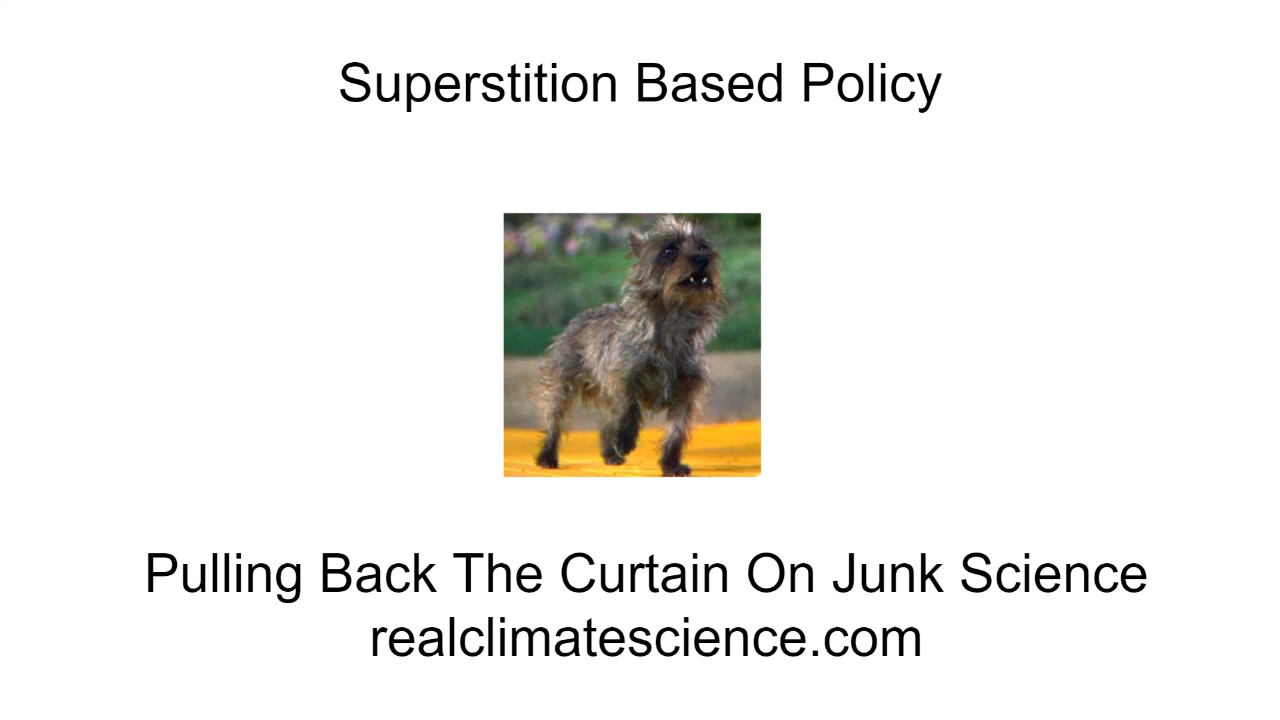 Superstition Based Policy
Pulling Back The Curtain On Junk Science
realclimatescience.com